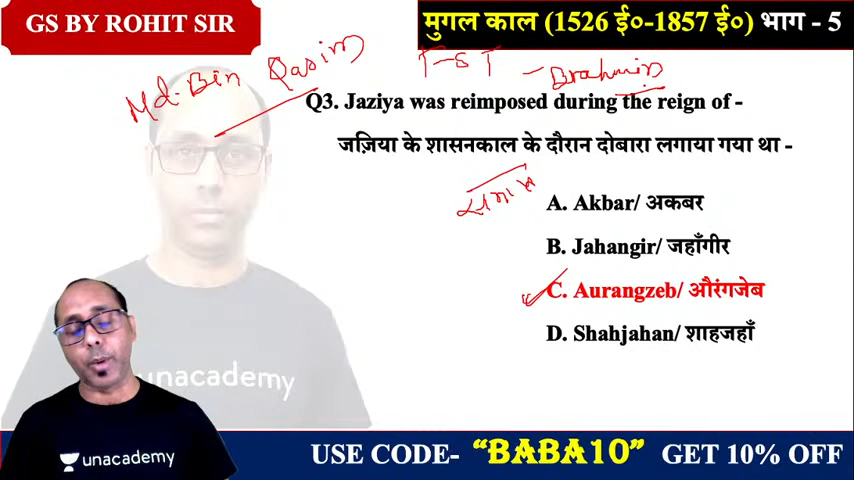 GS BY ROHIT SIR
मुगल काल (1526 ई०-1857 ई०) भाग - 5
Md. Bin Qasim
F-S T - Brahmin
Q3. Jaziya was reimposed during the reign of -
जज़िया के शासनकाल के दौरान दोबारा लगाया गया था -
समाप्त
A. Akbar/ अकबर
B. Jahangir/ जहाँगीर
C. Aurangzeb/ औरंगजेब
D. Shahjahan/ शाहजहाँ
unacademy
unacademy
USE CODE- “BABA10” GET 10% OFF